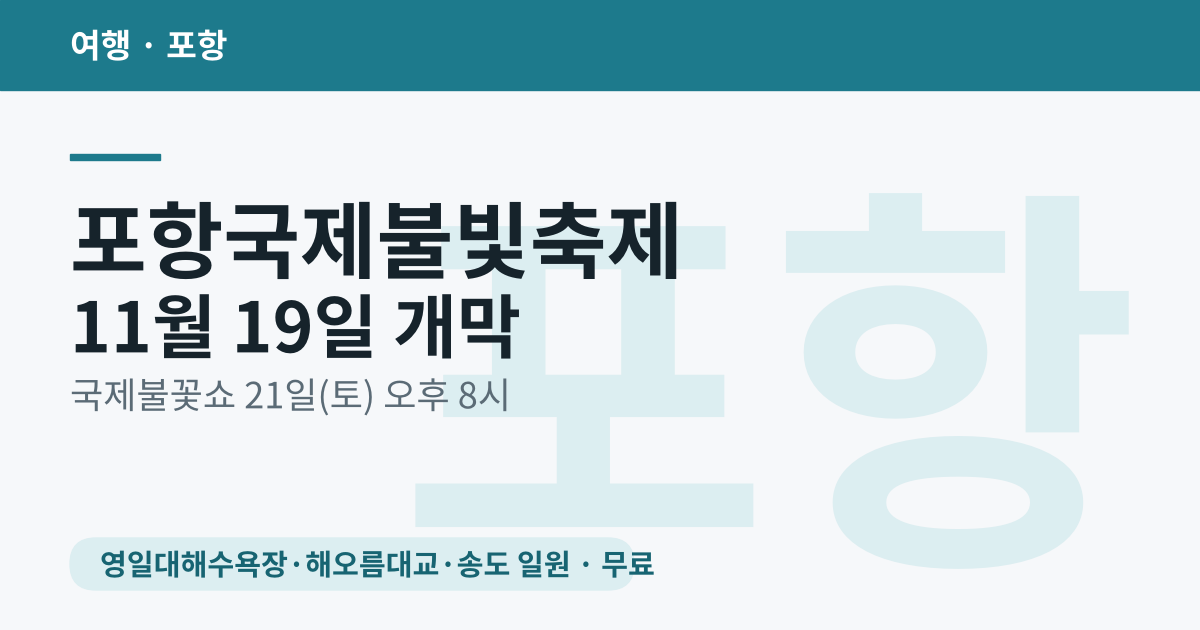 여행 · 포항
포항국제불빛축제
11월 19일 개막
국제불꽃쇼 21일(토) 오후 8시
포항
영일대해수욕장·해오름대교·송도 일원 · 무료